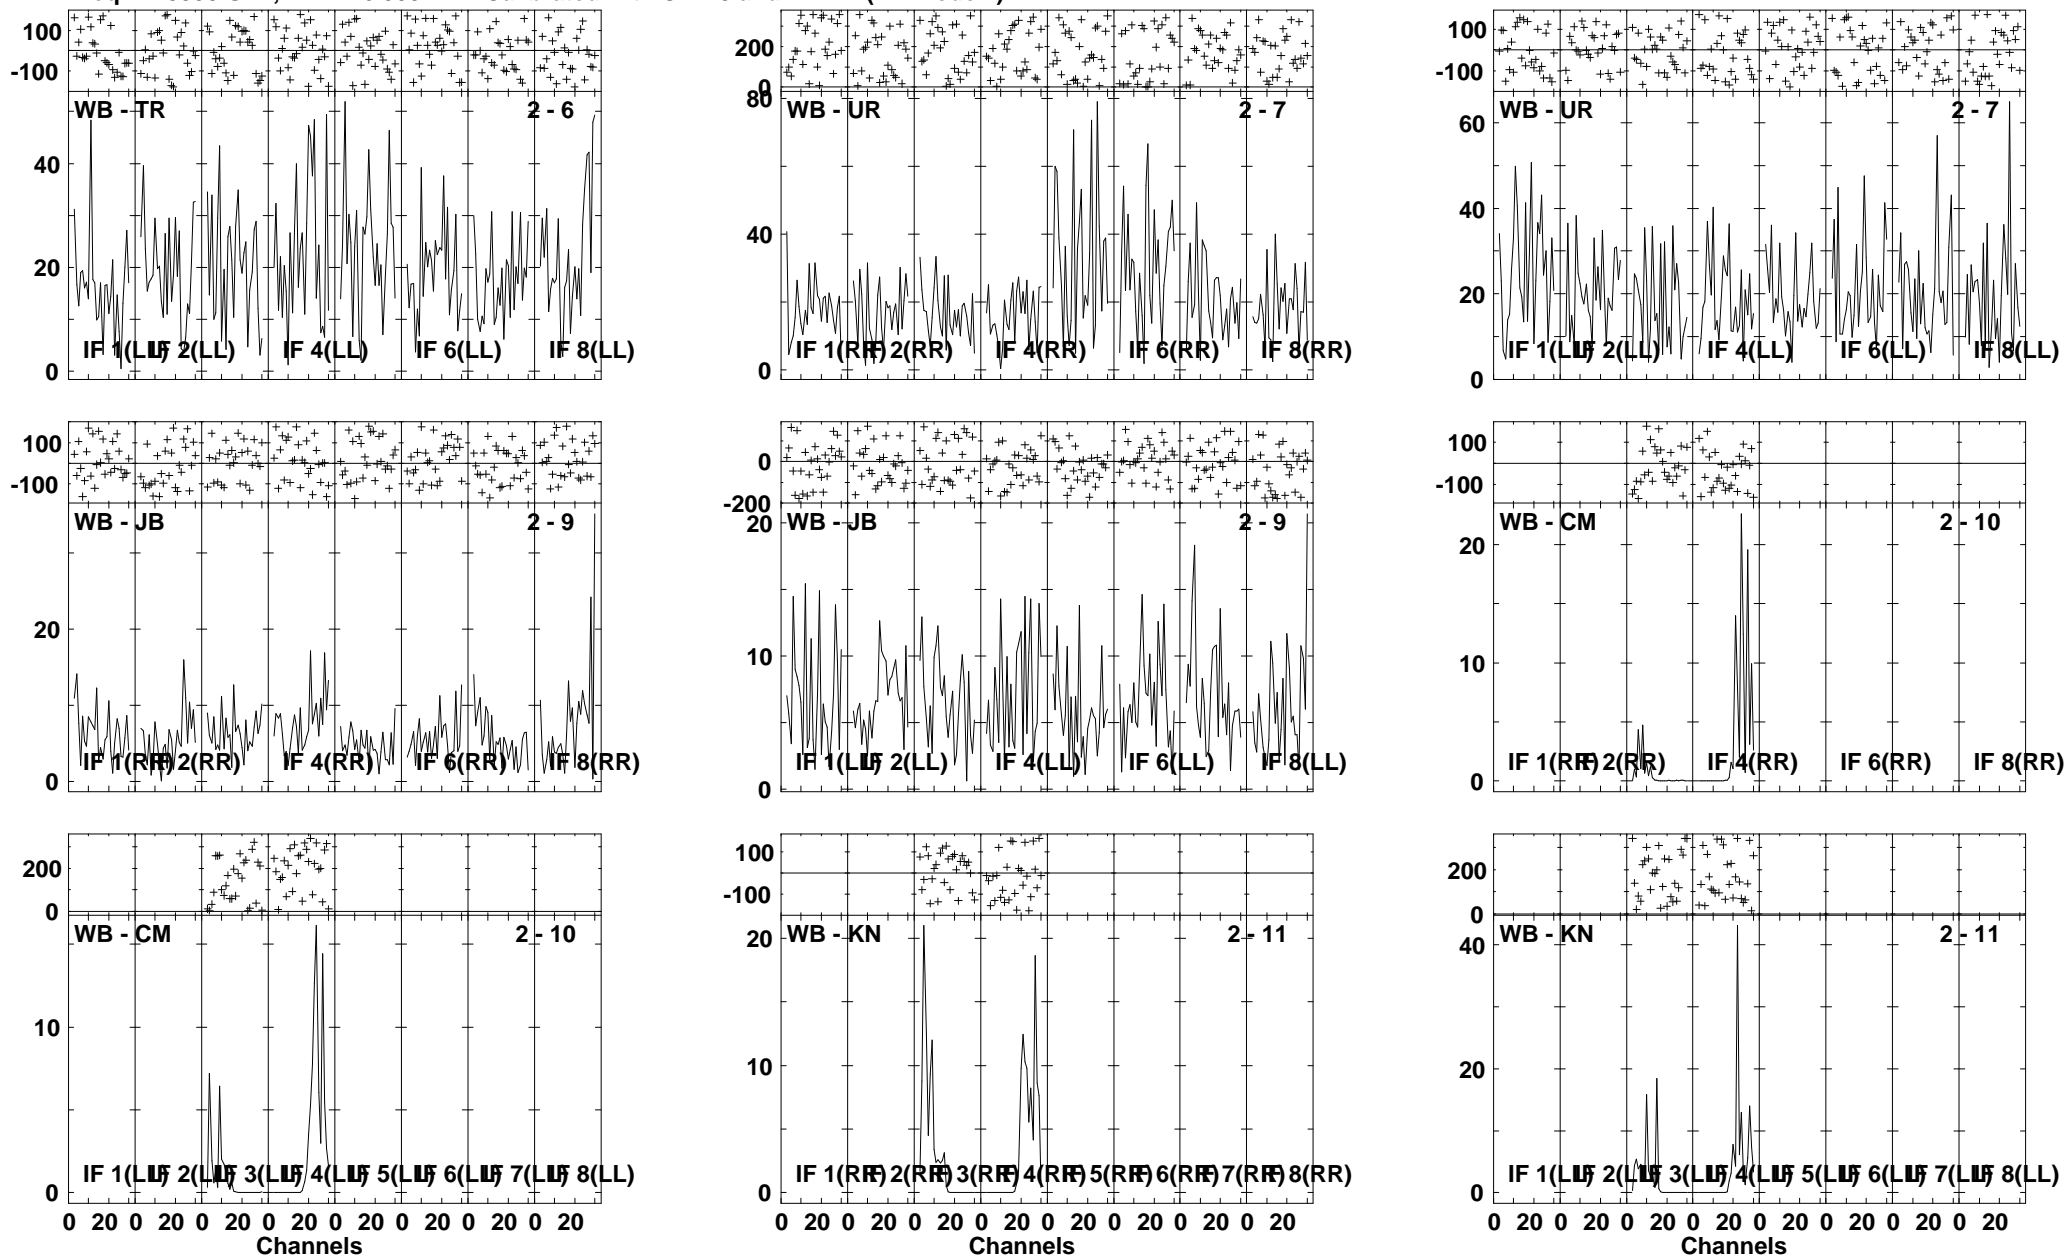 100
-100
WB - TR
2 - 6
40
20
0
IF 1(LL)
IF 2(LL)
IF 4(LL)
IF 6(LL)
IF 8(LL)
200
0
80
WB - UR
2 - 7
40
0
IF 1(RR)
IF 2(RR)
IF 4(RR)
IF 6(RR)
IF 8(RR)
100
-100
WB - UR
2 - 7
60
40
20
0
IF 1(LL)
IF 2(LL)
IF 4(LL)
IF 6(LL)
IF 8(LL)
100
-100
WB - JB
2 - 9
20
0
IF 1(RR)
IF 2(RR)
IF 4(RR)
IF 6(RR)
IF 8(RR)
0
-200
20
WB - JB
2 - 9
10
0
IF 1(LL)
IF 2(LL)
IF 4(LL)
IF 6(LL)
IF 8(LL)
100
-100
WB - CM
2 - 10
20
10
0
IF 1(RR)
IF 2(RR)
IF 4(RR)
IF 6(RR)
IF 8(RR)
200
0
WB - CM
2 - 10
10
0
IF 1(LL)
IF 2(LL)
IF 3(LL)
IF 4(LL)
IF 5(LL)
IF 6(LL)
IF 7(LL)
IF 8(LL)
0 20 0 20 0 20 0 20 0 20 0 20 0 20 0 20
Channels
100
-100
WB - KN
2 - 11
20
10
0
IF 1(RR)
IF 2(RR)
IF 3(RR)
IF 4(RR)
IF 5(RR)
IF 6(RR)
IF 7(RR)
IF 8(RR)
0 20 0 20 0 20 0 20 0 20 0 20 0 20 0 20
Channels
200
0
WB - KN
2 - 11
40
20
0
IF 1(LL)
IF 2(LL)
IF 3(LL)
IF 4(LL)
IF 5(LL)
IF 6(LL)
IF 7(LL)
IF 8(LL)
0 20 0 20 0 20 0 20 0 20 0 20 0 20 0 20
Channels